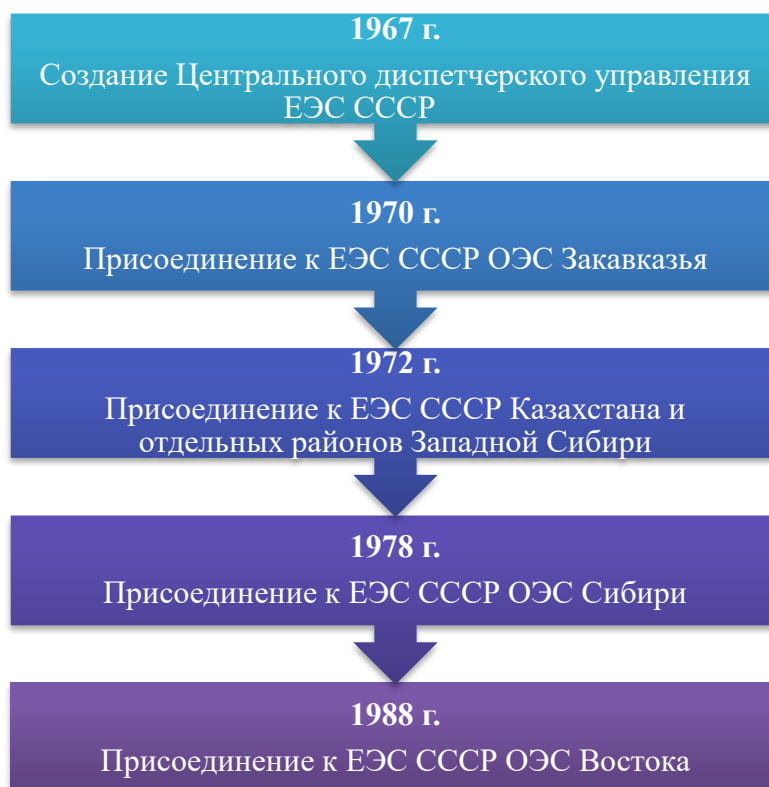 1967 г.
Создание Центрального диспетчерского управления
ЕЭС СССР
1970 г.
Присоединение к ЕЭС СССР ОЭС Закавказья
1972 г.
Присоединение к ЕЭС СССР Казахстана и
отдельных районов Западной Сибири
1978 г.
Присоединение к ЕЭС СССР ОЭС Сибири
1988 г.
Присоединение к ЕЭС СССР ОЭС Востока